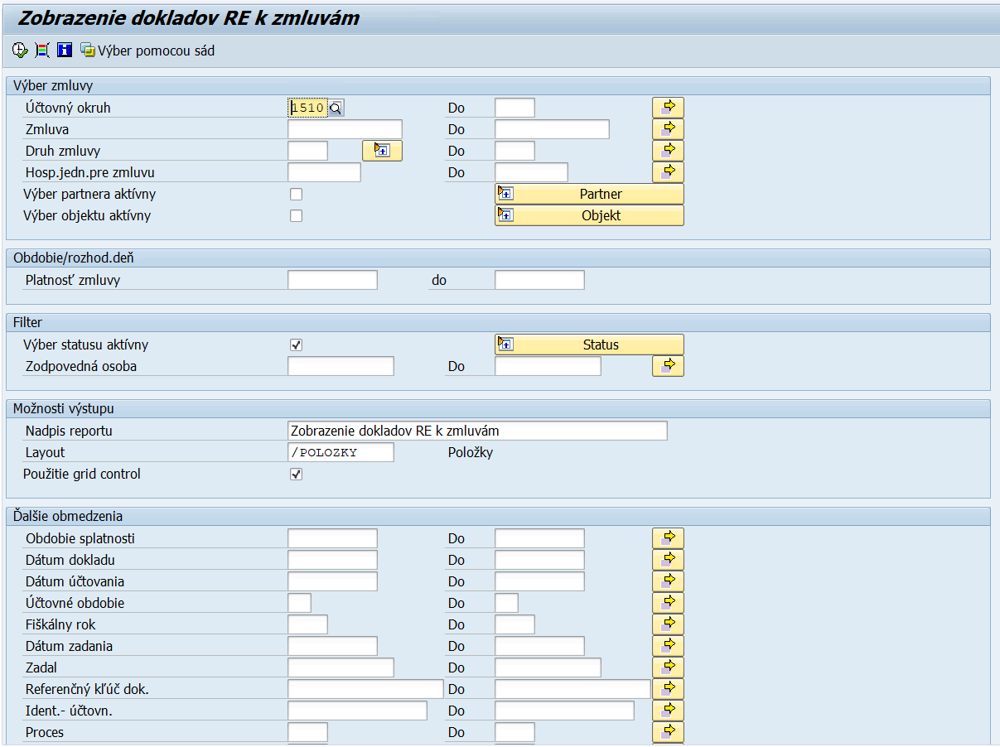 Zobrazenie dokladov RE k zmluvám
Výber pomocou sád
Výber zmluvy
Účtovný okruh 1510 Do
Zmluva Do
Druh zmluvy Do
Hosp.jedn.pre zmluvu Do
Výber partnera aktívny Partner
Výber objektu aktívny Objekt
Obdobie/rozhod.deň
Platnosť zmluvy do
Filter
Výber statusu aktívny Status
Zodpovedná osoba Do
Možnosti výstupu
Nadpis reportu Zobrazenie dokladov RE k zmluvám
Layout /POLOZKY Položky
Použitie grid control
Ďalšie obmedzenia
Obdobie splatnosti Do
Dátum dokladu Do
Dátum účtovania Do
Účtovné obdobie Do
Fiškálny rok Do
Dátum zadania Do
Zadal Do
Referenčný kľúč dok. Do
Ident.- účtovn. Do
Proces Do